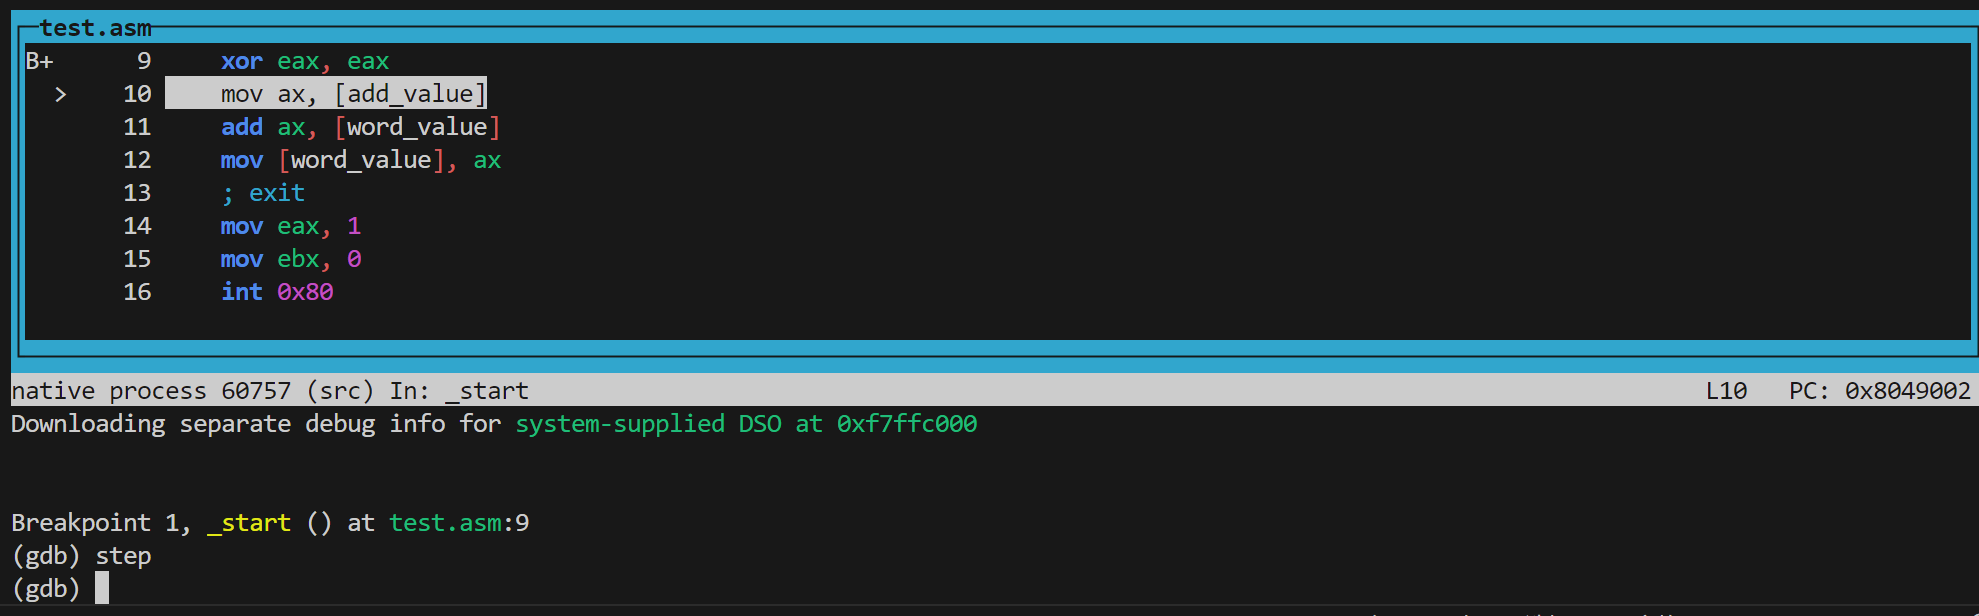 test.asm
B+ 9 xor eax, eax
> 10 mov ax, [add_value]
11 add ax, [word_value]
12 mov [word_value], ax
13 ; exit
14 mov eax, 1
15 mov ebx, 0
16 int 0x80
native process 60757 (src) In: _start L10 PC: 0x8049002
Downloading separate debug info for system-supplied DSO at 0xf7ffc000
Breakpoint 1, _start () at test.asm:9
(gdb) step
(gdb)